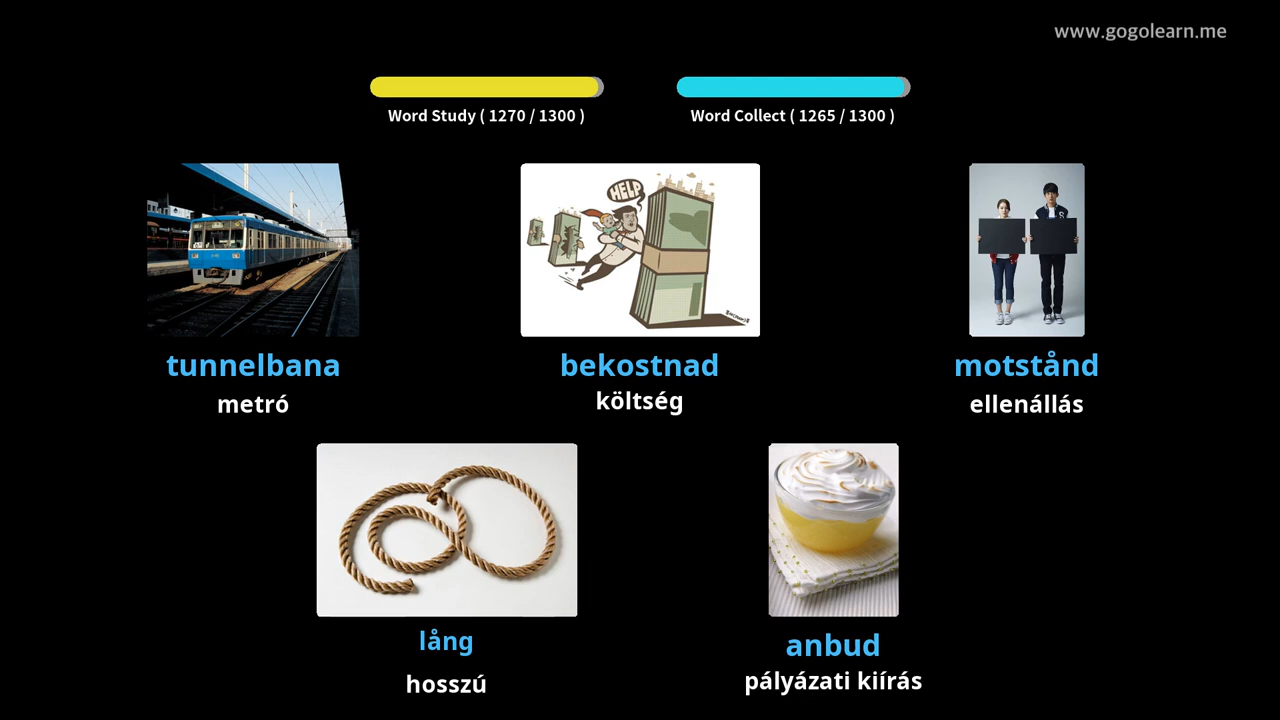 www.gogolearn.me
Word Study ( 1270 / 1300 )
Word Collect ( 1265 / 1300 )
HELP
tunnelbana
metró
bekostnad
költség
motstånd
ellenállás
lång
hosszú
anbud
pályázati kiírás